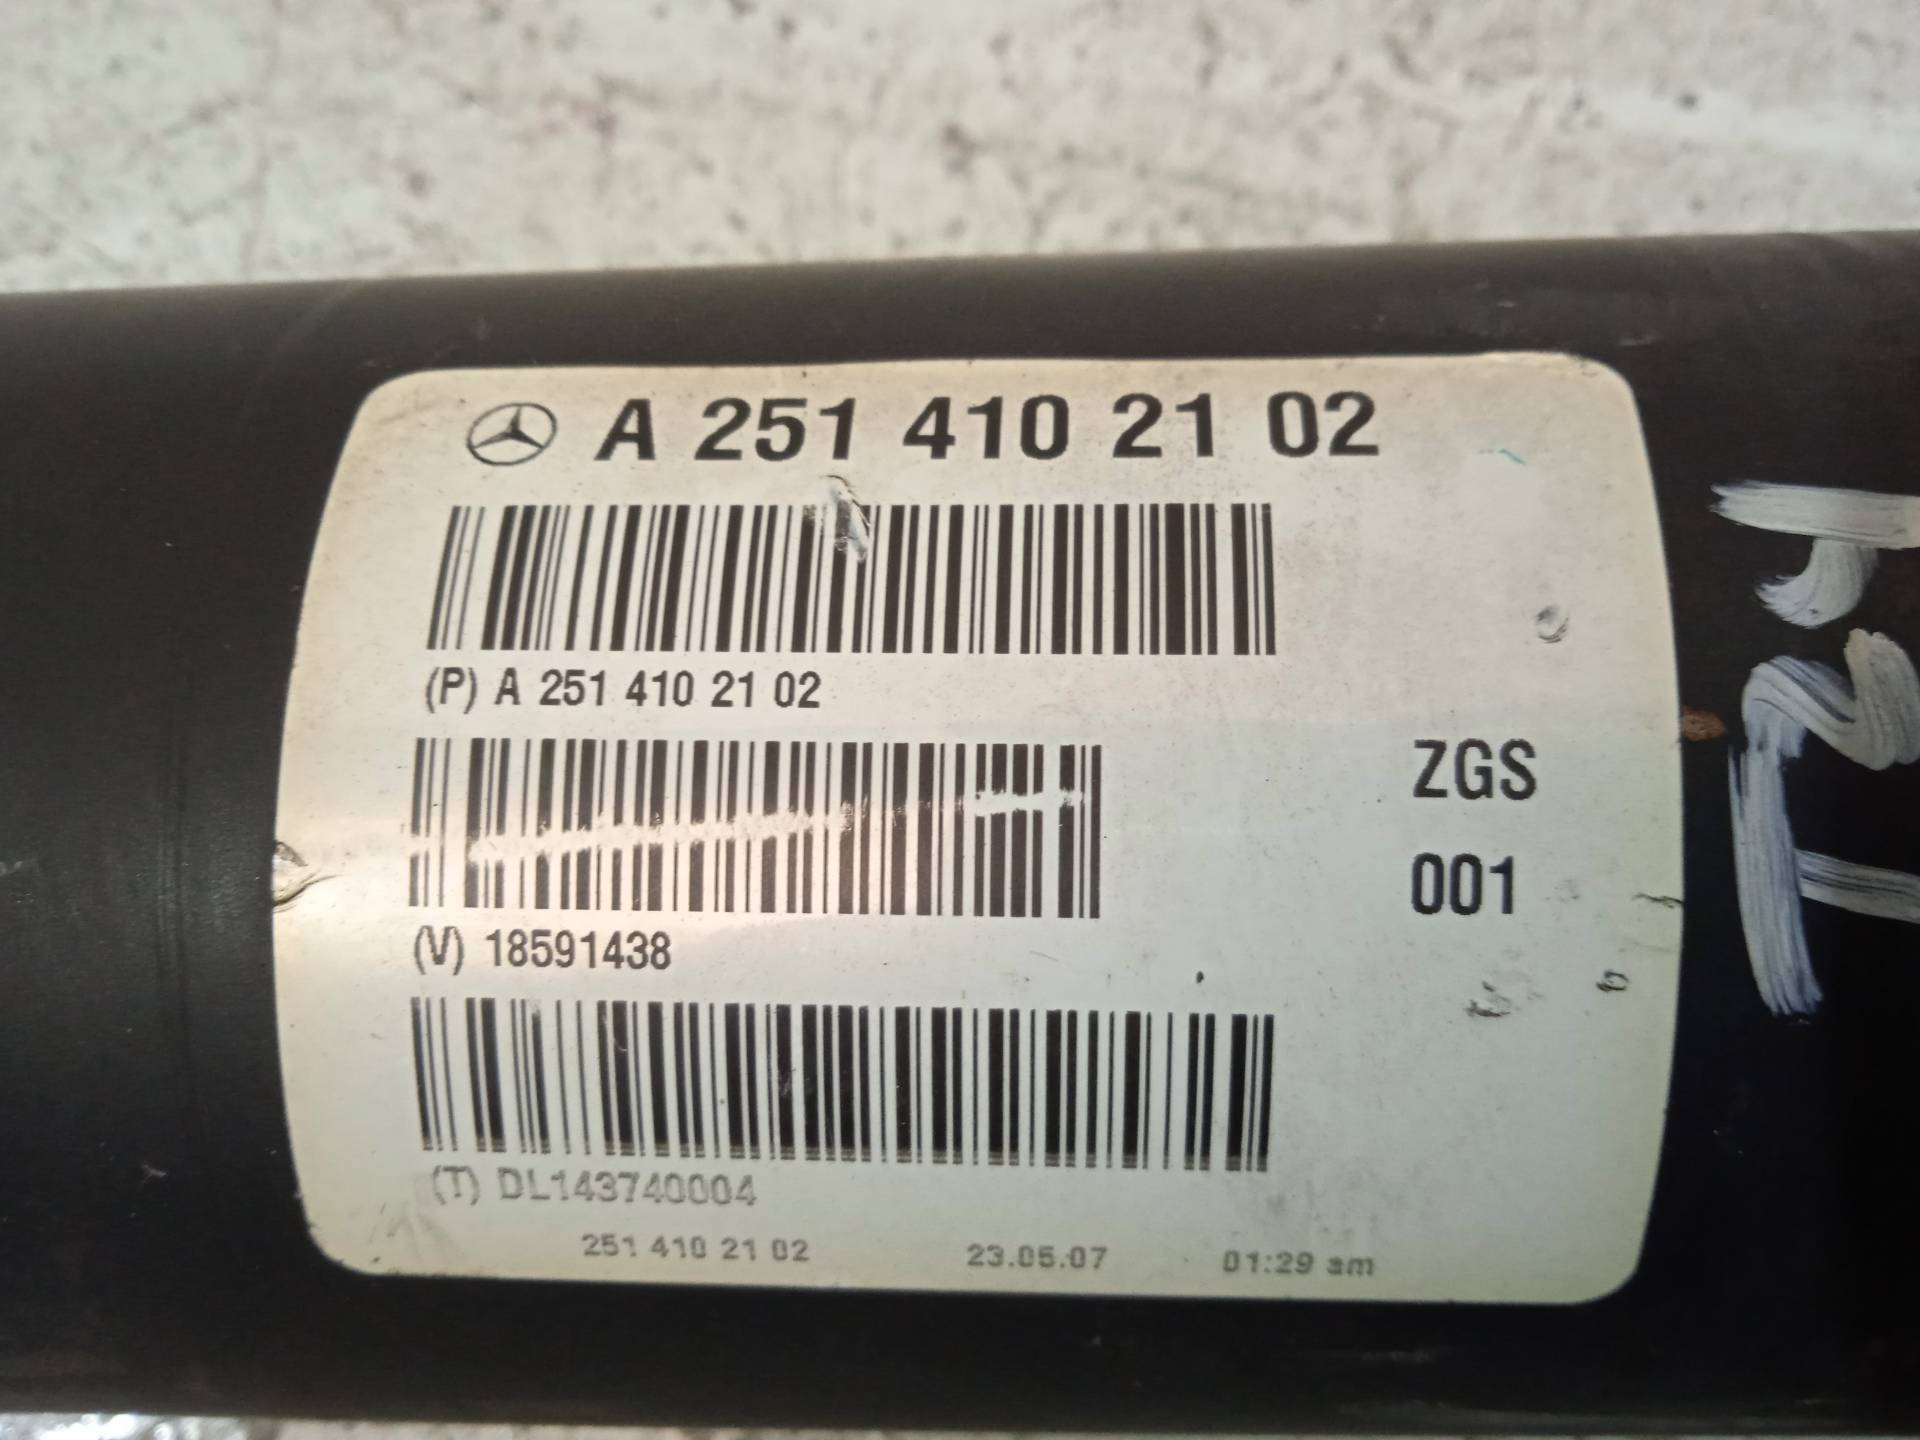 A 251 410 21 02
(P) A 251 410 21 02
ZGS
001
(V) 18591438
(T) DL143740004
251 410 21 02 23.05.07 01:29 am